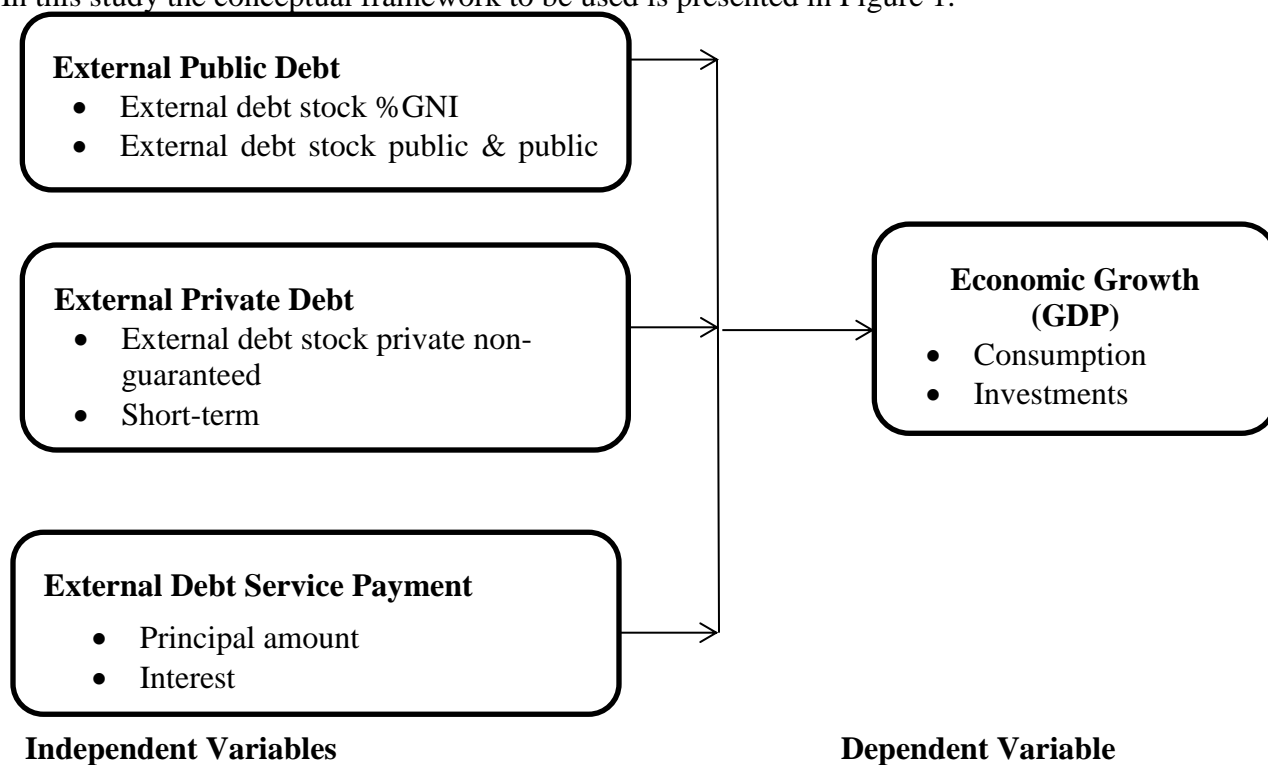 In this study the conceptual framework to be used is presented in Figure 1.
External Public Debt
• External debt stock %GNI
• External debt stock public & public
External Private Debt
• External debt stock private non-
guaranteed
• Short-term
External Debt Service Payment
• Principal amount
• Interest
Economic Growth
(GDP)
• Consumption
• Investments
Independent Variables
Dependent Variable